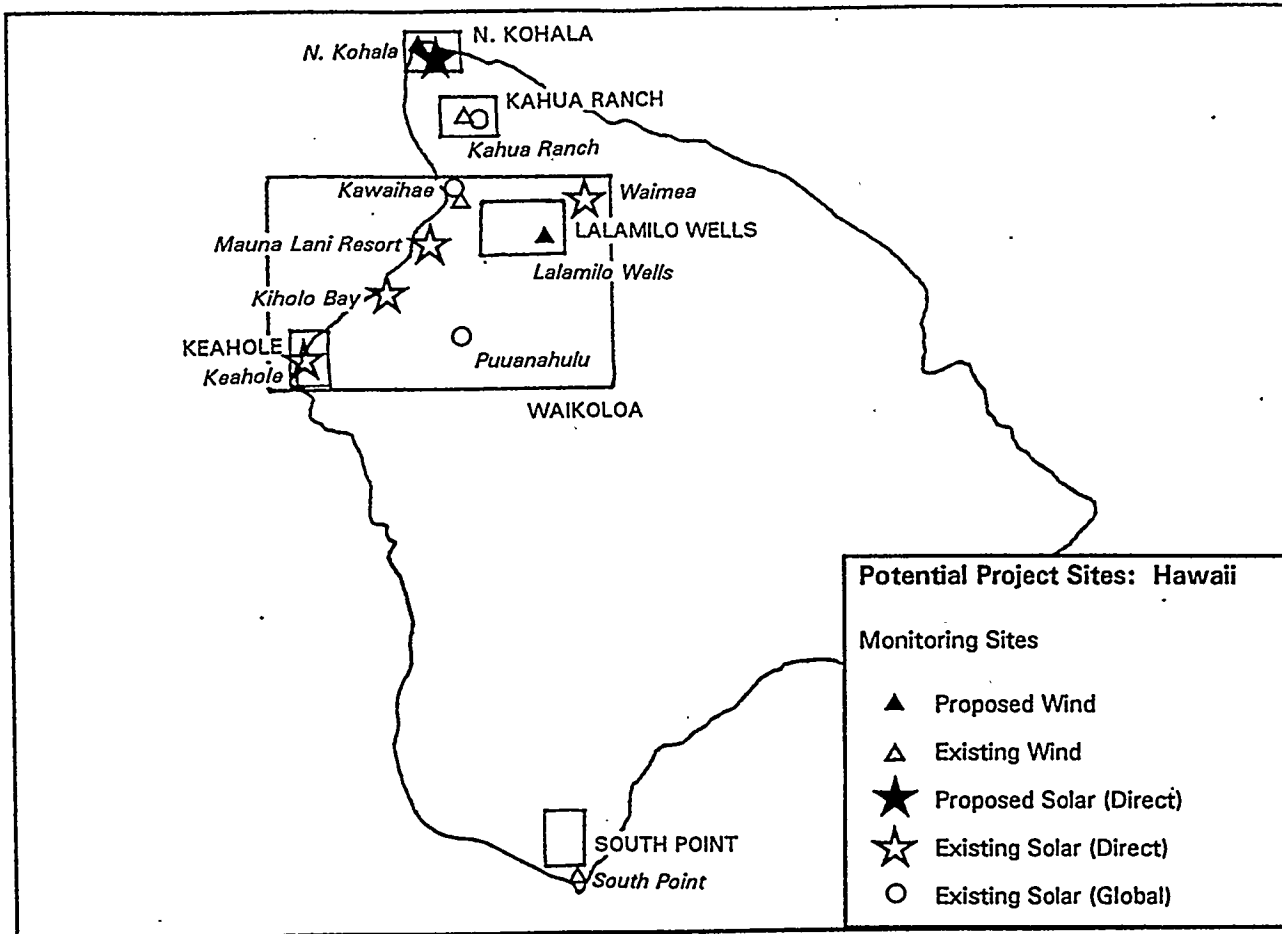 N. KOHALA
N. Kohala
KAHUA RANCH
Kahua Ranch
Kawaihae
Waimea
LALAMILO WELLS
Mauna Lani Resort
Lalamilo Wells
Kiholo Bay
KEAHOLE
Keahole
Puuanahulu
WAIKOLOA
SOUTH POINT
South Point
Potential Project Sites: Hawaii
Monitoring Sites
Proposed Wind
Existing Wind
Proposed Solar (Direct)
Existing Solar (Direct)
Existing Solar (Global)